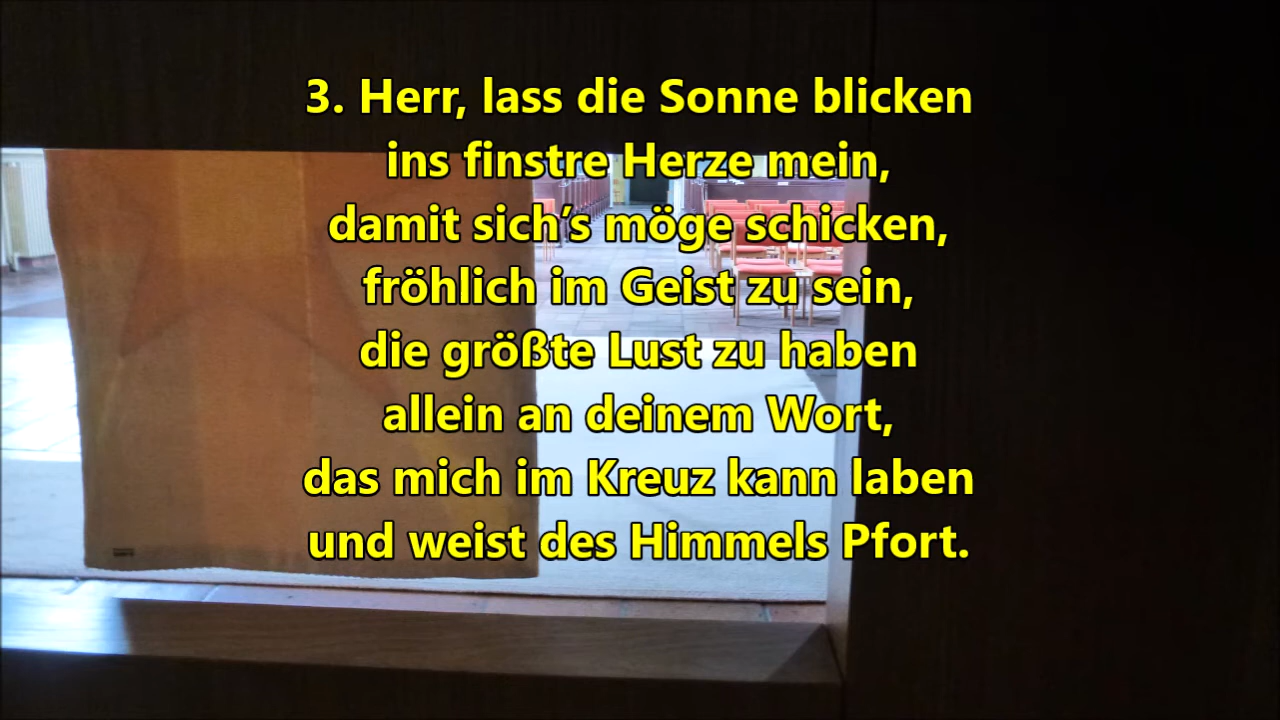 3. Herr, lass die Sonne blicken
ins finstre Herze mein,
damit sich’s möge schicken,
fröhlich im Geist zu sein,
die größte Lust zu haben
allein an deinem Wort,
das mich im Kreuz kann laben
und weist des Himmels Pfort.